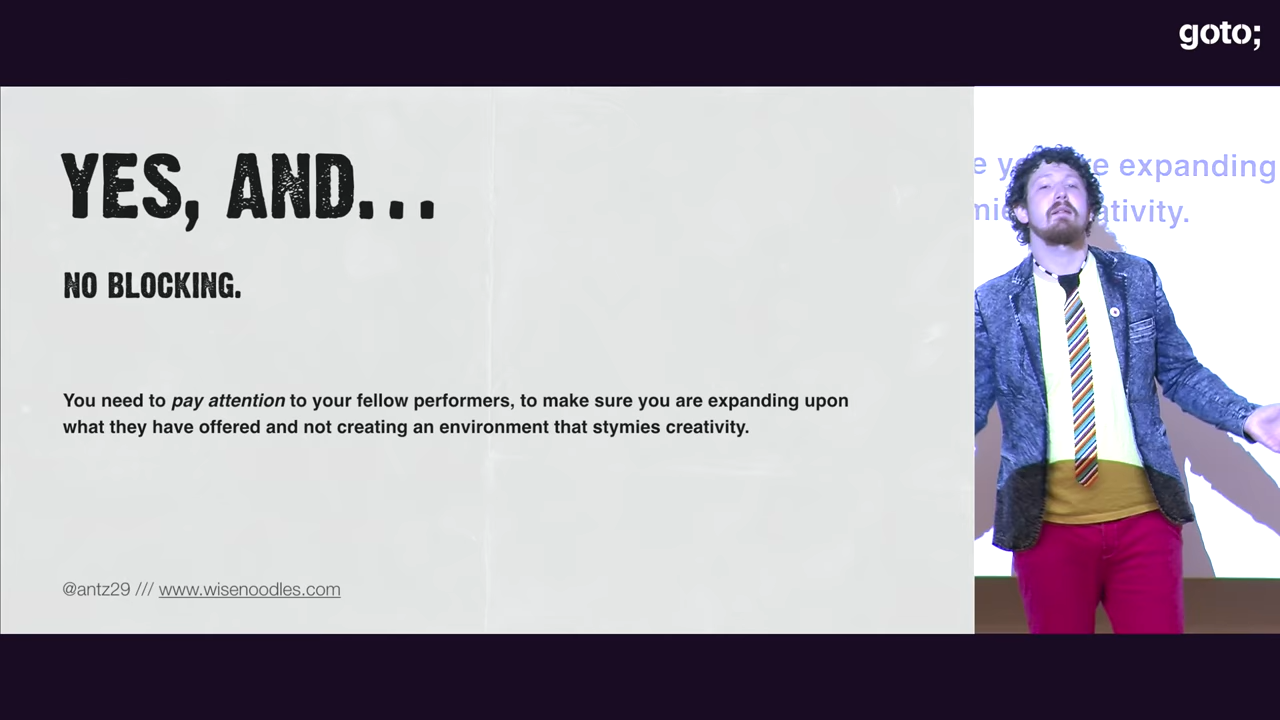 goto;
YES, AND...
NO BLOCKING.
You need to pay attention to your fellow performers, to make sure you are expanding upon
what they have offered and not creating an environment that stymies creativity.
@antz29 /// www.wisenoodles.com
expanding